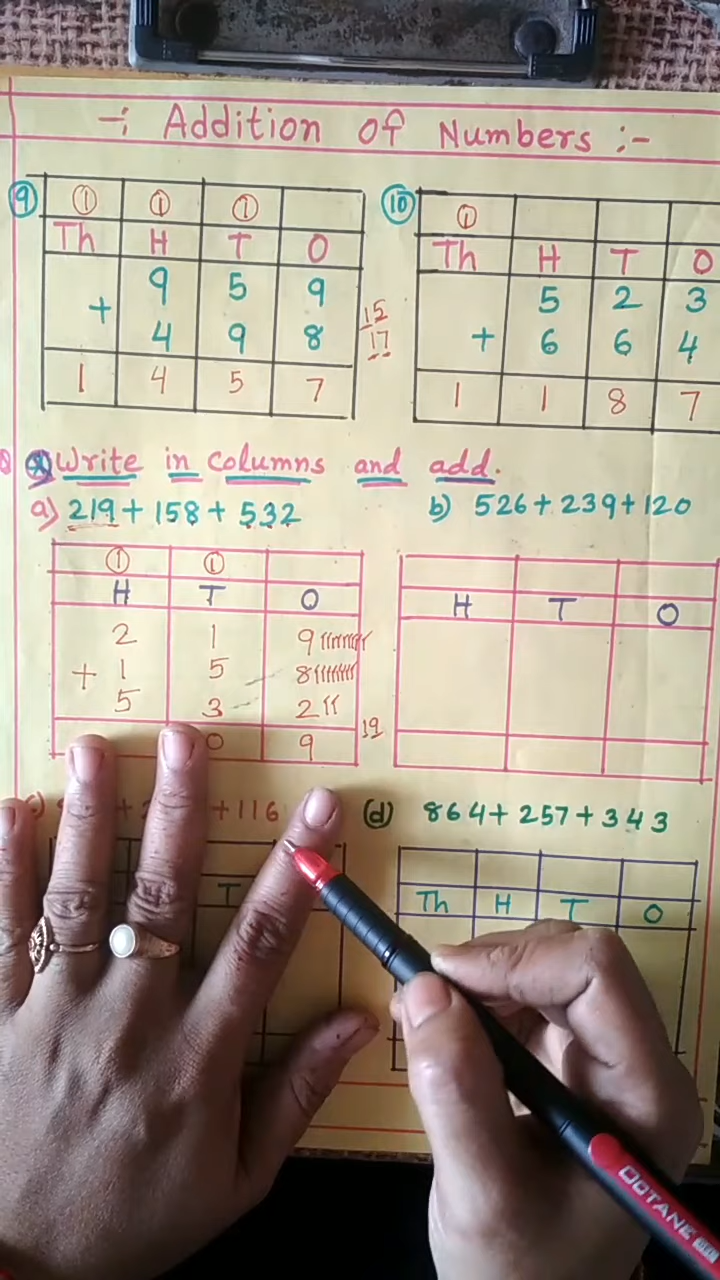 -: Addition of Numbers :-
9 1 1 1
Th H T O
9 5 9
+ 4 9 8
15
17
1 4 5 7
10 1
Th H T O
5 2 3
+ 6 6 4
1 1 8 7
Write in columns and add.
a) 219 + 158 + 532
b) 526 + 239 + 120
1 1
H T O
2 1 9
+ 1 5 8
5 3 2
19
0 9
H T O
+116
(d) 864 + 257 + 343
T
Th H T O
OCTANE